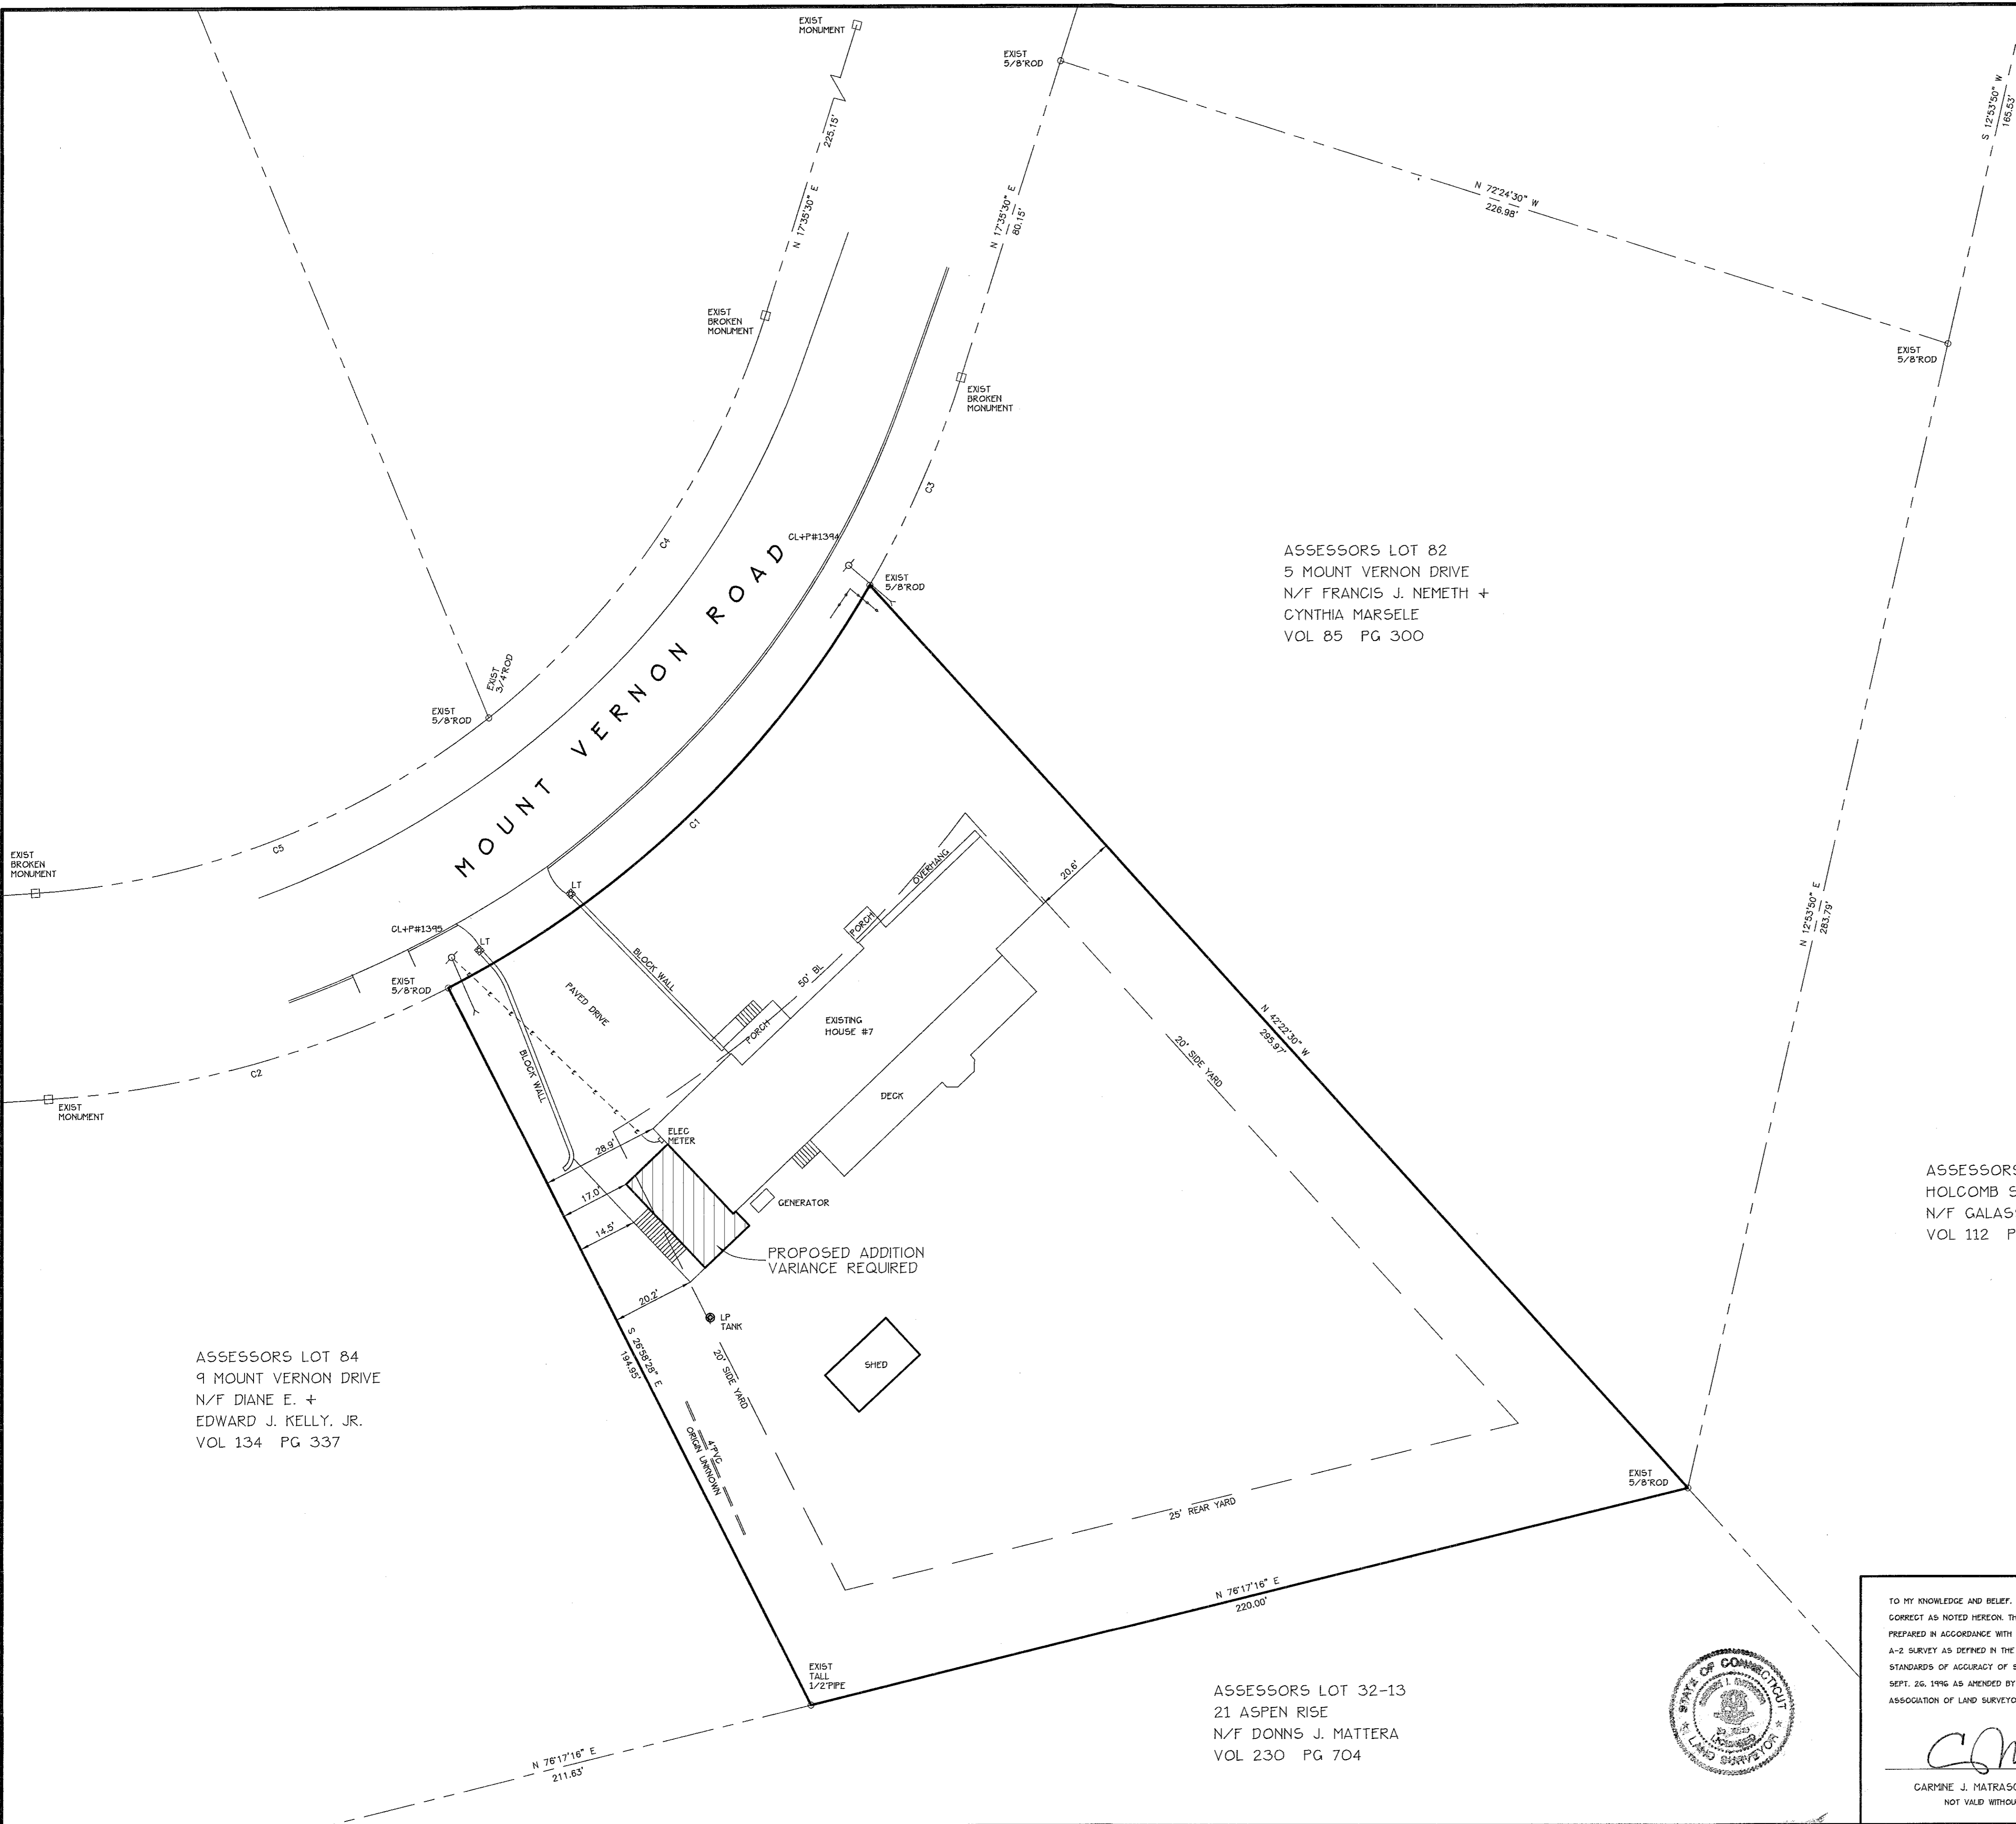 EXIST
MONUMENT
EXIST
5/8"ROD
225.15'
N 17°35'30" E
N 17°35'30" E
80.15'
N 72°24'30" W
226.98'
S 12°53'50" W
165.53'
EXIST
BROKEN
MONUMENT
EXIST
5/8"ROD
EXIST
BROKEN
MONUMENT
C3
C4
CL+P#1394
EXIST
5/8"ROD
ASSESSORS LOT 82
5 MOUNT VERNON DRIVE
N/F FRANCIS J. NEMETH +
CYNTHIA MARSELE
VOL 85 PG 300
MOUNT VERNON ROAD
EXIST
3/4"ROD
EXIST
5/8"ROD
C1
C5
EXIST
BROKEN
MONUMENT
OVERHANG
20.6'
LT
PORCH
CL+P#1395
LT
N 12°53'50" E
283.79'
BLOCK WALL
50' BL
EXIST
5/8"ROD
PAVED DRIVE
EXISTING
HOUSE #7
PORCH
N 42°22'30" W
295.97'
20' SIDE YARD
BLOCK WALL
C2
DECK
EXIST
MONUMENT
E
E
E
E
E
E
E
ELEC
METER
28.9'
17.0'
GENERATOR
14.5'
PROPOSED ADDITION
VARIANCE REQUIRED
ASSESSORS
HOLCOMB S
N/F GALAS
VOL 112 P
20.2'
LP
TANK
S 26°58'28" E
194.95'
20' SIDE YARD
SHED
ASSESSORS LOT 84
9 MOUNT VERNON DRIVE
N/F DIANE E. +
EDWARD J. KELLY, JR.
VOL 134 PG 337
4"PVC
ORIGIN UNKNOWN
25' REAR YARD
EXIST
5/8"ROD
N 76°17'16" E
220.00'
EXIST
TALL
1/2"PIPE
ASSESSORS LOT 32-13
21 ASPEN RISE
N/F DONNS J. MATTERA
VOL 230 PG 704
N 76°17'16" E
211.63'
STATE OF CONNECTICUT
LICENSED
LAND SURVEYOR
TO MY KNOWLEDGE AND BELIEF,
CORRECT AS NOTED HEREON. TH
PREPARED IN ACCORDANCE WITH
A-2 SURVEY AS DEFINED IN THE
STANDARDS OF ACCURACY OF S
SEPT. 26, 1996 AS AMENDED BY
ASSOCIATION OF LAND SURVEYO
CARMINE J. MATRASC
NOT VALID WITHOU